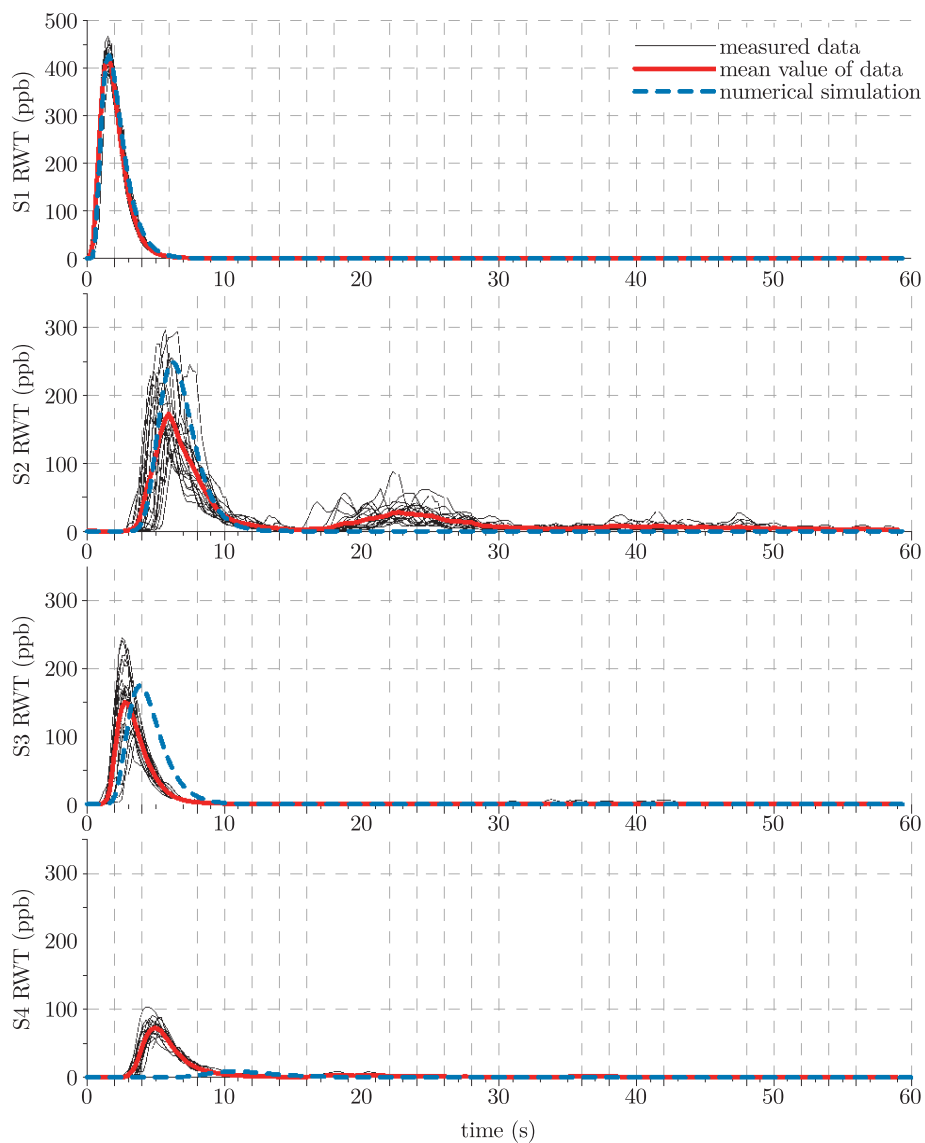 S1 RWT (ppb)
500
400
300
200
100
0
measured data
mean value of data
numerical simulation
0 10 20 30 40 50 60
S2 RWT (ppb)
300
200
100
0
0 10 20 30 40 50 60
S3 RWT (ppb)
300
200
100
0
0 10 20 30 40 50 60
S4 RWT (ppb)
300
200
100
0
0 10 20 30 40 50 60
time (s)